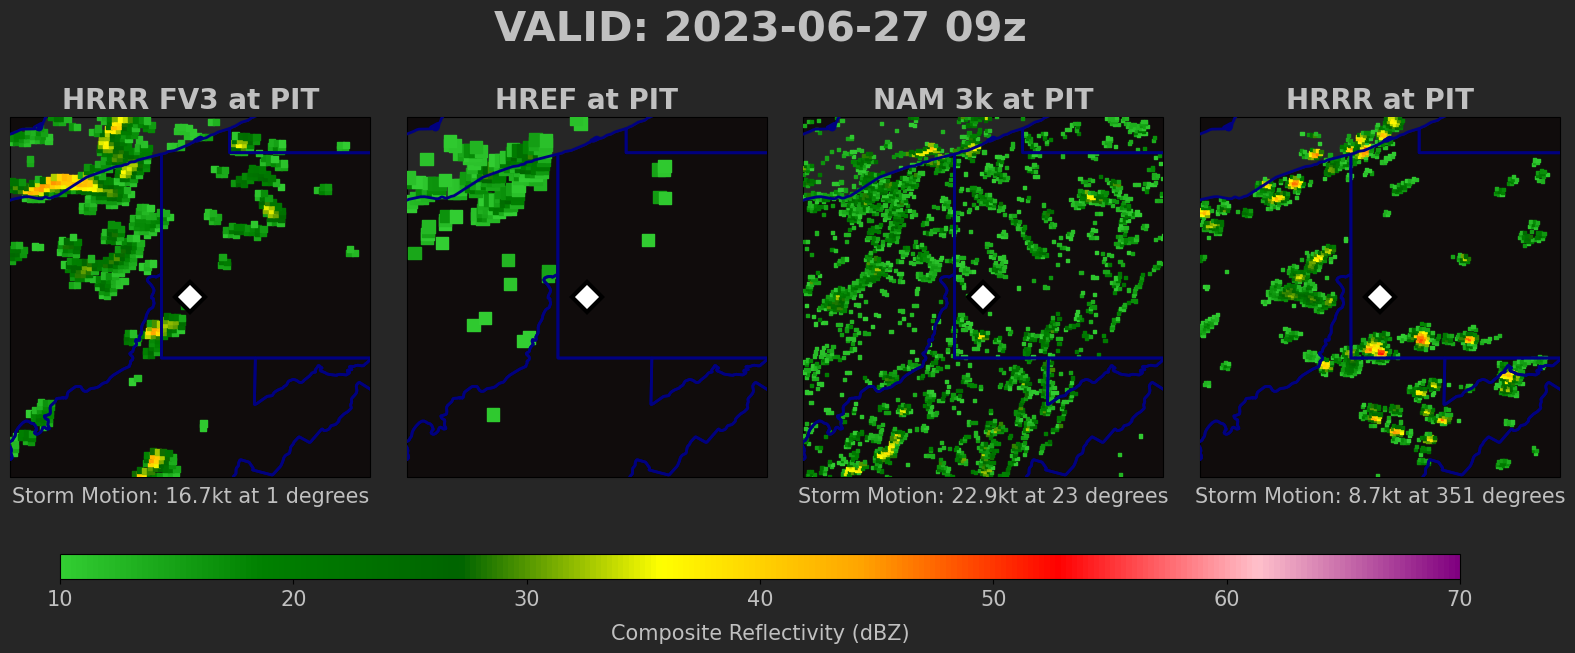 VALID: 2023-06-27 09z
HRRR FV3 at PIT
HREF at PIT
NAM 3k at PIT
HRRR at PIT
Storm Motion: 16.7kt at 1 degrees
Storm Motion: 22.9kt at 23 degrees
Storm Motion: 8.7kt at 351 degrees
10 20 30 40 50 60 70
Composite Reflectivity (dBZ)